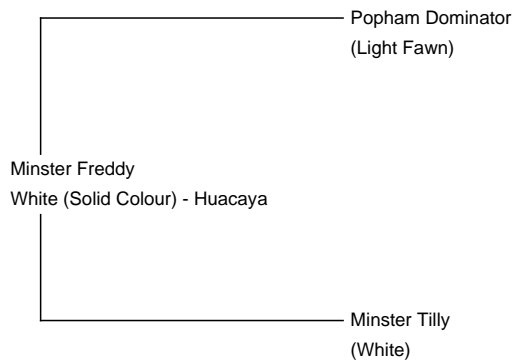 Popham Dominator
(Light Fawn)
Minster Freddy
White (Solid Colour) - Huacaya
Minster Tilly
(White)